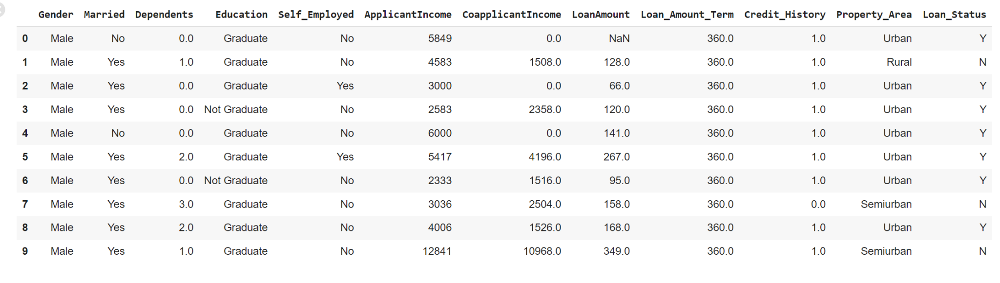 Gender Married Dependents Education Self_Employed ApplicantIncome CoapplicantIncome LoanAmount Loan_Amount_Term Credit_History Property_Area Loan_Status
0 Male No 0.0 Graduate No 5849 0.0 NaN 360.0 1.0 Urban Y
1 Male Yes 1.0 Graduate No 4583 1508.0 128.0 360.0 1.0 Rural N
2 Male Yes 0.0 Graduate Yes 3000 0.0 66.0 360.0 1.0 Urban Y
3 Male Yes 0.0 Not Graduate No 2583 2358.0 120.0 360.0 1.0 Urban Y
4 Male No 0.0 Graduate No 6000 0.0 141.0 360.0 1.0 Urban Y
5 Male Yes 2.0 Graduate Yes 5417 4196.0 267.0 360.0 1.0 Urban Y
6 Male Yes 0.0 Not Graduate No 2333 1516.0 95.0 360.0 1.0 Urban Y
7 Male Yes 3.0 Graduate No 3036 2504.0 158.0 360.0 0.0 Semiurban N
8 Male Yes 2.0 Graduate No 4006 1526.0 168.0 360.0 1.0 Urban Y
9 Male Yes 1.0 Graduate No 12841 10968.0 349.0 360.0 1.0 Semiurban N